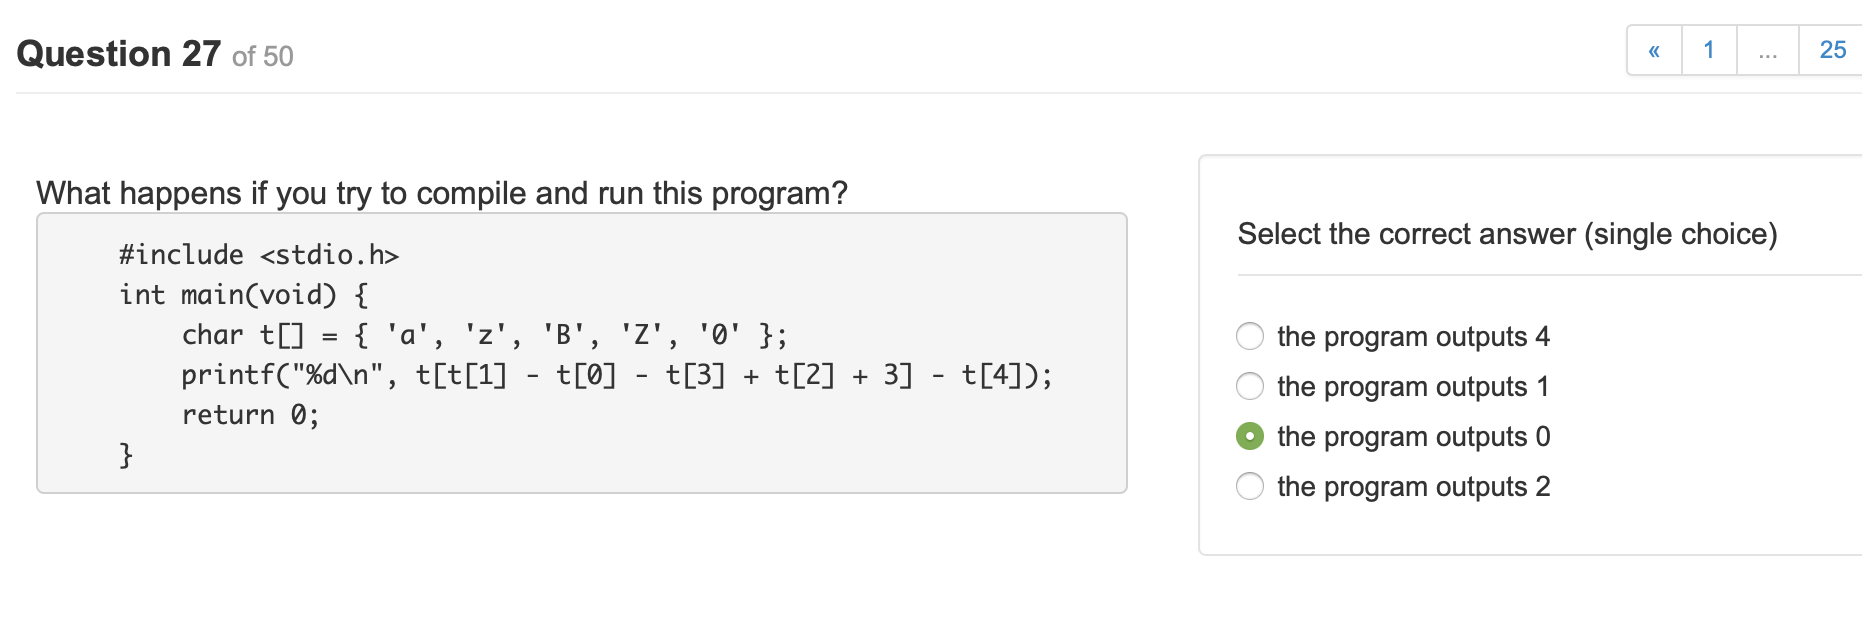 Question 27 of 50
« 1 ... 25
What happens if you try to compile and run this program?
#include <stdio.h>
int main(void) {
    char t[] = { 'a', 'z', 'B', 'Z', '0' };
    printf("%d\n", t[t[1] - t[0] - t[3] + t[2] + 3] - t[4]);
    return 0;
}
Select the correct answer (single choice)
the program outputs 4
the program outputs 1
the program outputs 0
the program outputs 2